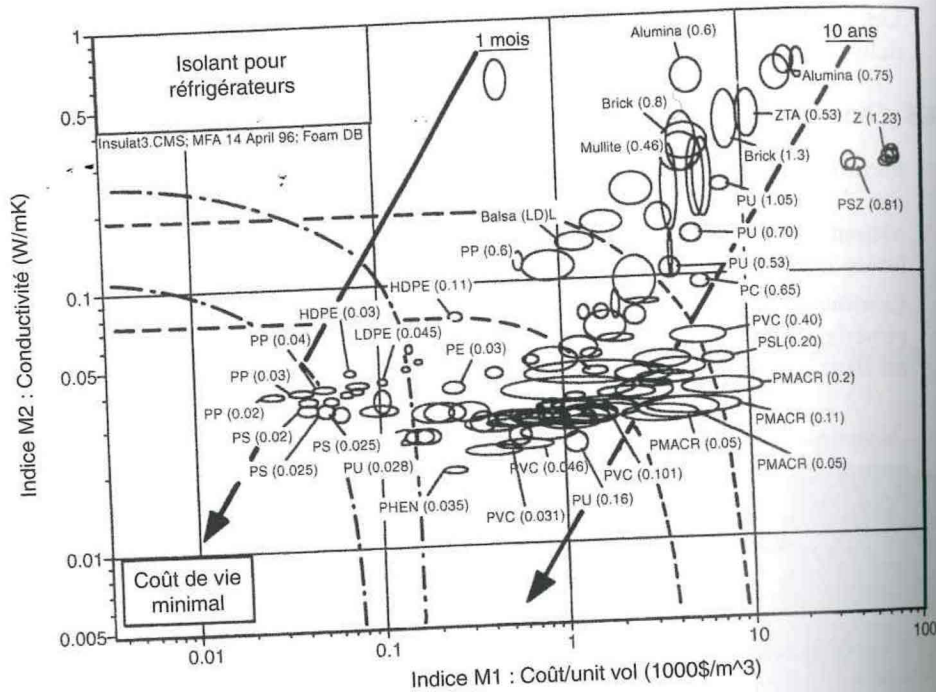 1
0.5
0.1
0.05
0.01
0.005
Indice M2 : Conductivité (W/mK)
Isolant pour
réfrigérateurs
Insulat3.CMS; MFA 14 April 96; Foam DB
1 mois
10 ans
Alumina (0.6)
Alumina (0.75)
Brick (0.8)
ZTA (0.53)
Z (1.23)
Mullite (0.46)
Brick (1.3)
PU (1.05)
PSZ (0.81)
Balsa (LD)L
PU (0.70)
PP (0.6)
PU (0.53)
PC (0.65)
HDPE (0.11)
HDPE (0.03)
PVC (0.40)
LDPE (0.045)
PP (0.04)
PE (0.03)
PSL(0.20)
PP (0.03)
PMACR (0.2)
PP (0.02)
PMACR (0.11)
PS (0.02)
PS (0.025)
PMACR (0.05)
PS (0.025)
PU (0.028)
PVC (0.046)
PVC (0.101)
PMACR (0.05)
PHEN (0.035)
PU (0.16)
PVC (0.031)
Coût de vie
minimal
0.01
0.1
1
10
100
Indice M1 : Coût/unit vol (1000$/m^3)